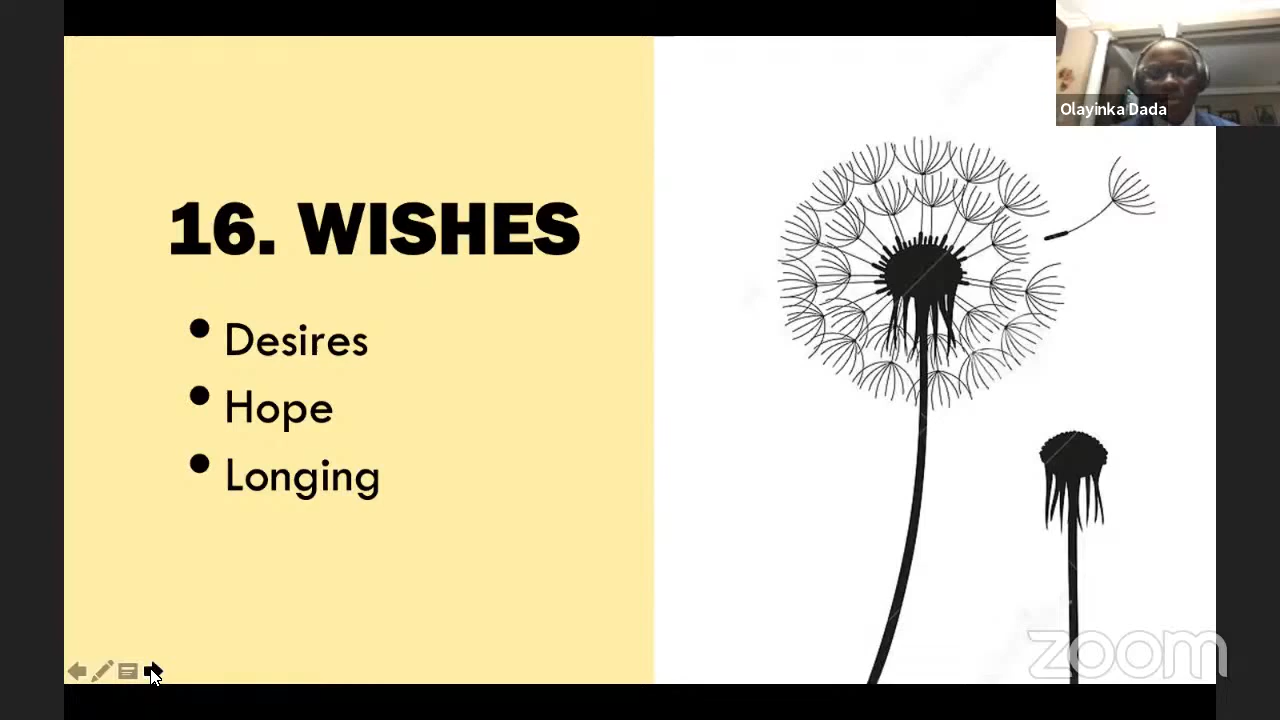 Olayinka Dada
16. WISHES
• Desires
• Hope
• Longing
zoom